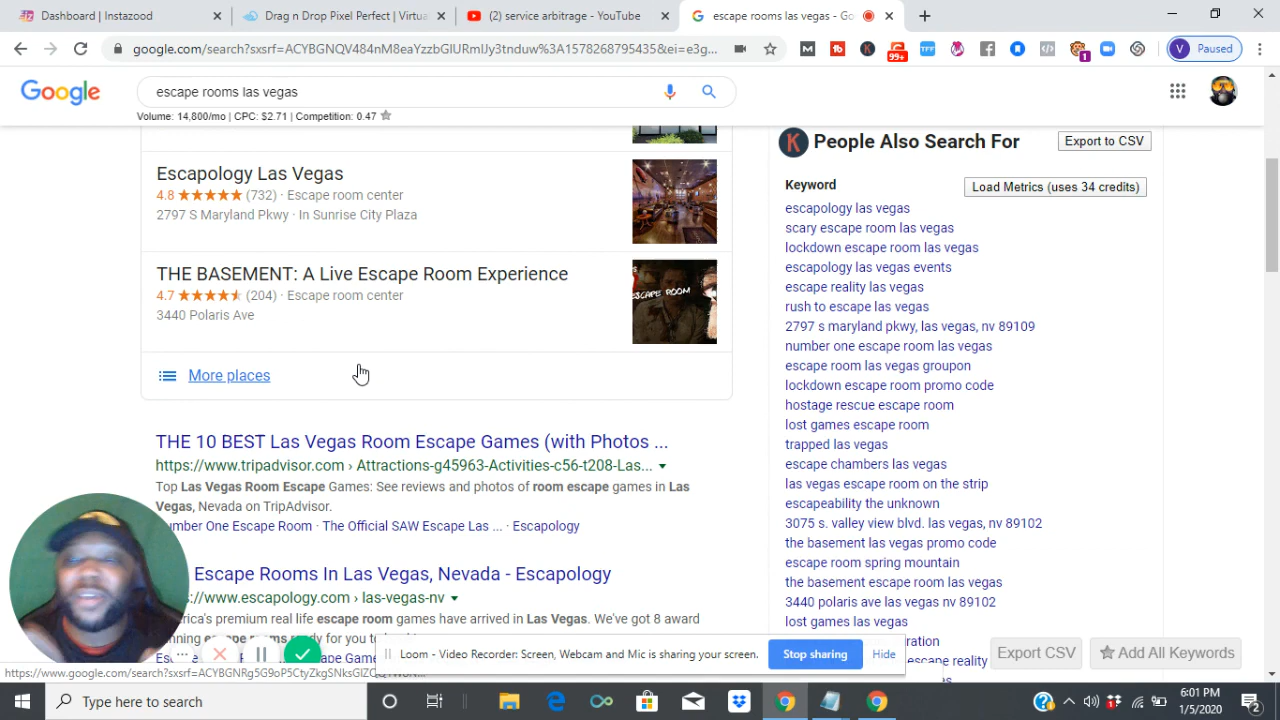 Dashboard | Instazood
Drag n Drop Pixel Perfect | Virtua
(2) service arbitrage - YouTube
escape rooms las vegas - Go
google.com/search?sxsrf=ACYBGNQV484nM8eaYzzbGIURmIJy3tnduw%3A1578268795435&ei=e3g...
99+
1
V Paused
Google
escape rooms las vegas
Volume: 14,800/mo | CPC: $2.71 | Competition: 0.47
Escapology Las Vegas
4.8 (732) · Escape room center
2797 S Maryland Pkwy · In Sunrise City Plaza
THE BASEMENT: A Live Escape Room Experience
4.7 (204) · Escape room center
3440 Polaris Ave
ESCAPE ROOM
More places
THE 10 BEST Las Vegas Room Escape Games (with Photos ...
https://www.tripadvisor.com › Attractions-g45963-Activities-c56-t208-Las...
Top Las Vegas Room Escape Games: See reviews and photos of room escape games in Las
Vegas, Nevada on TripAdvisor.
umber One Escape Room · The Official SAW Escape Las ... · Escapology
Escape Rooms In Las Vegas, Nevada - Escapology
://www.escapology.com › las-vegas-nv
rica's premium real life escape room games have arrived in Las Vegas. We've got 8 award
K People Also Search For
Export to CSV
Keyword
Load Metrics (uses 34 credits)
escapology las vegas
scary escape room las vegas
lockdown escape room las vegas
escapology las vegas events
escape reality las vegas
rush to escape las vegas
2797 s maryland pkwy, las vegas, nv 89109
number one escape room las vegas
escape room las vegas groupon
lockdown escape room promo code
hostage rescue escape room
lost games escape room
trapped las vegas
escape chambers las vegas
las vegas escape room on the strip
escapeability the unknown
3075 s. valley view blvd. las vegas, nv 89102
the basement las vegas promo code
escape room spring mountain
the basement escape room las vegas
3440 polaris ave las vegas nv 89102
lost games las vegas
ration
escape reality
Export CSV
Add All Keywords
Loom - Video Recorder: Screen, Webcam and Mic is sharing your screen.
Stop sharing
Hide
Type here to search
6:01 PM
1/5/2020
2